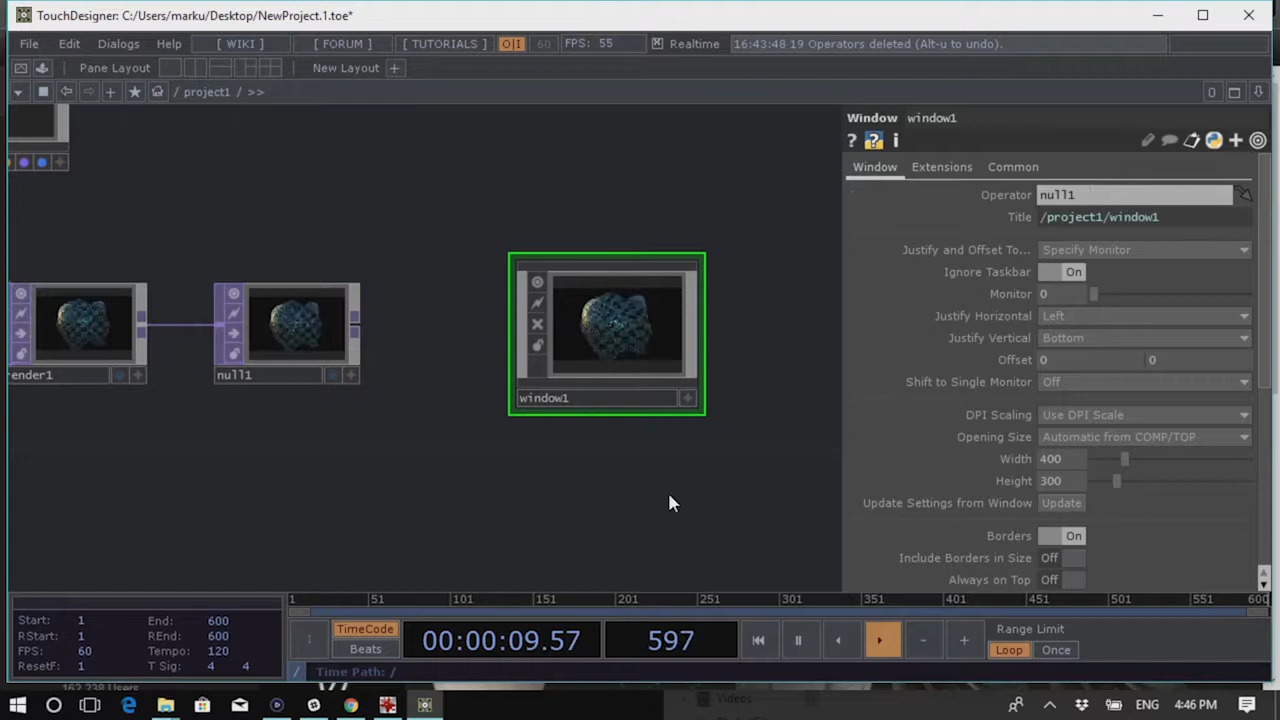 TouchDesigner: C:/Users/marku/Desktop/NewProject.1.toe*
File Edit Dialogs Help [ WIKI ] [ FORUM ] [ TUTORIALS ] O|I 60 FPS: 55 Realtime 16:43:48 19 Operators deleted (Alt-u to undo).
Pane Layout New Layout +
/ project1 / >> 0
Window window1
? ? i
Window Extensions Common
Operator null1
Title /project1/window1
Justify and Offset To... Specify Monitor
Ignore Taskbar On
Monitor 0
Justify Horizontal Left
Justify Vertical Bottom
Offset 0 0
Shift to Single Monitor Off
DPI Scaling Use DPI Scale
Opening Size Automatic from COMP/TOP
Width 400
Height 300
Update Settings from Window Update
Borders On
Include Borders in Size Off
Always on Top Off
render1
null1
window1
1 51 101 151 201 251 301 351 401 451 501 551 600
Start: 1 End: 600
RStart: 1 REnd: 600
FPS: 60 Tempo: 120
ResetF: 1 T Sig: 4 4
TimeCode
Beats
00:00:09.57
597
Range Limit
Loop Once
/ Time Path: /
162,238 Users
Videos
ENG 4:46 PM